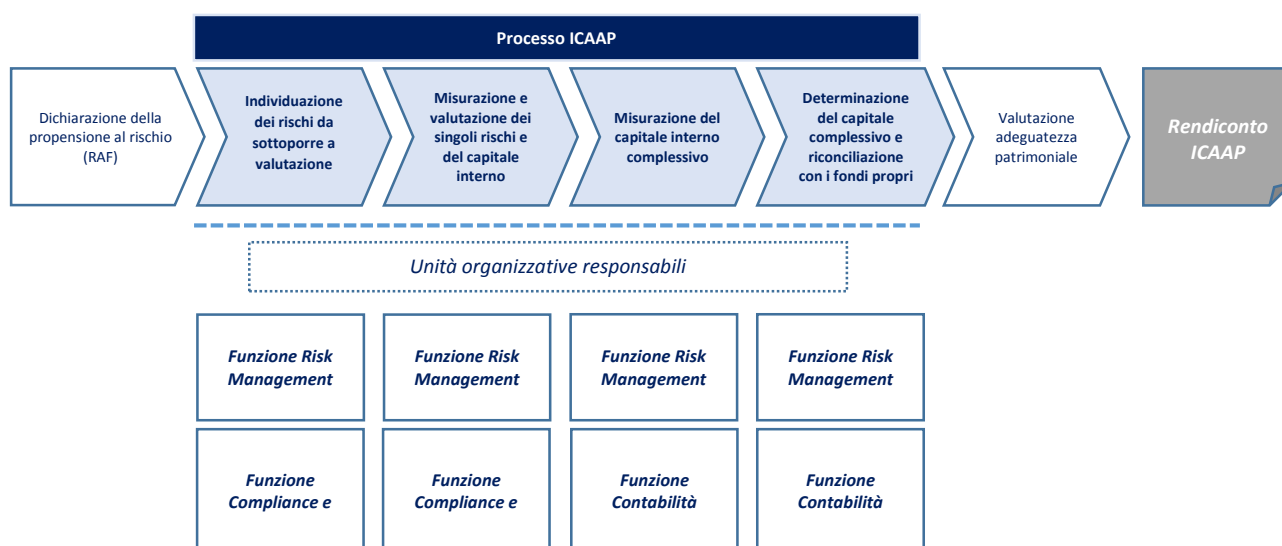 Processo ICAAP
Dichiarazione della
propensione al rischio
(RAF)
Individuazione
dei rischi da
sottoporre a
valutazione
Misurazione e
valutazione dei
singoli rischi e
del capitale
interno
Misurazione del
capitale interno
complessivo
Determinazione
del capitale
complessivo e
riconciliazione
con i fondi propri
Valutazione
adeguatezza
patrimoniale
Rendiconto
ICAAP
Unità organizzative responsabili
Funzione Risk
Management
Funzione Risk
Management
Funzione Risk
Management
Funzione Risk
Management
Funzione
Compliance e
Funzione
Compliance e
Funzione
Contabilità
Funzione
Contabilità